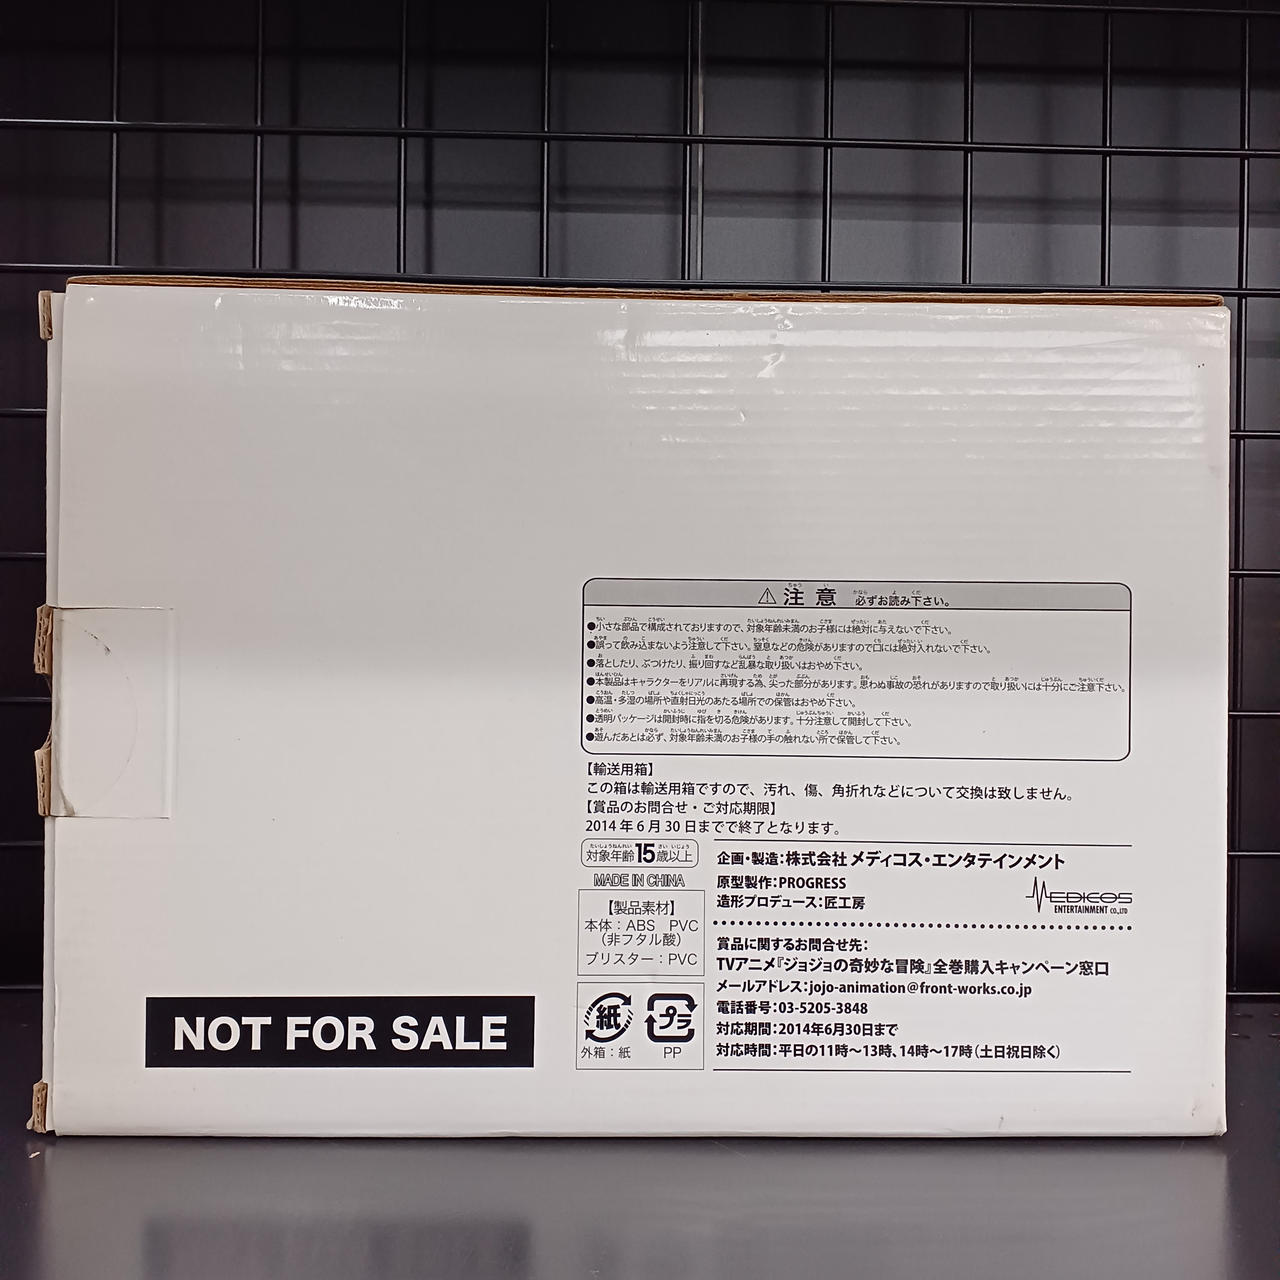 ⚠注意 必ずお読み下さい。
●小さな部品で構成されておりますので、対象年齢未満のお子様には絶対に与えないで下さい。
●誤って飲み込まないよう注意して下さい。窒息などの危険がありますので口には絶対入れないで下さい。
●落としたり、ぶつけたり、振り回すなど乱暴な取り扱いはおやめ下さい。
●本製品はキャラクターをリアルに再現する為、尖った部分があります。思わぬ事故の恐れがありますので取り扱いには十分にご注意下さい。
●高温・多湿の場所や直射日光のあたる場所での保管はおやめ下さい。
●透明パッケージは開封時に指を切る危険があります。十分注意して開封して下さい。
●遊んだあとは必ず、対象年齢未満のお子様の手の触れない所で保管して下さい。
【輸送用箱】
この箱は輸送用箱ですので、汚れ、傷、角折れなどについて交換は致しません。
【賞品のお問合せ・ご対応期限】
2014年6月30日までで終了となります。
対象年齢15歳以上
MADE IN CHINA
【製品素材】
本体：ABS PVC
（非フタル酸）
ブリスター：PVC
紙
外箱：紙
プラ
PP
企画・製造：株式会社 メディコス・エンタテインメント
原型製作：PROGRESS
造形プロデュース：匠工房
MEDICOS
ENTERTAINMENT CO.,LTD
賞品に関するお問合せ先：
TVアニメ『ジョジョの奇妙な冒険』全巻購入キャンペーン窓口
メールアドレス：jojo-animation@front-works.co.jp
電話番号：03-5205-3848
対応期間：2014年6月30日まで
対応時間：平日の11時～13時、14時～17時（土日祝日除く）
NOT FOR SALE